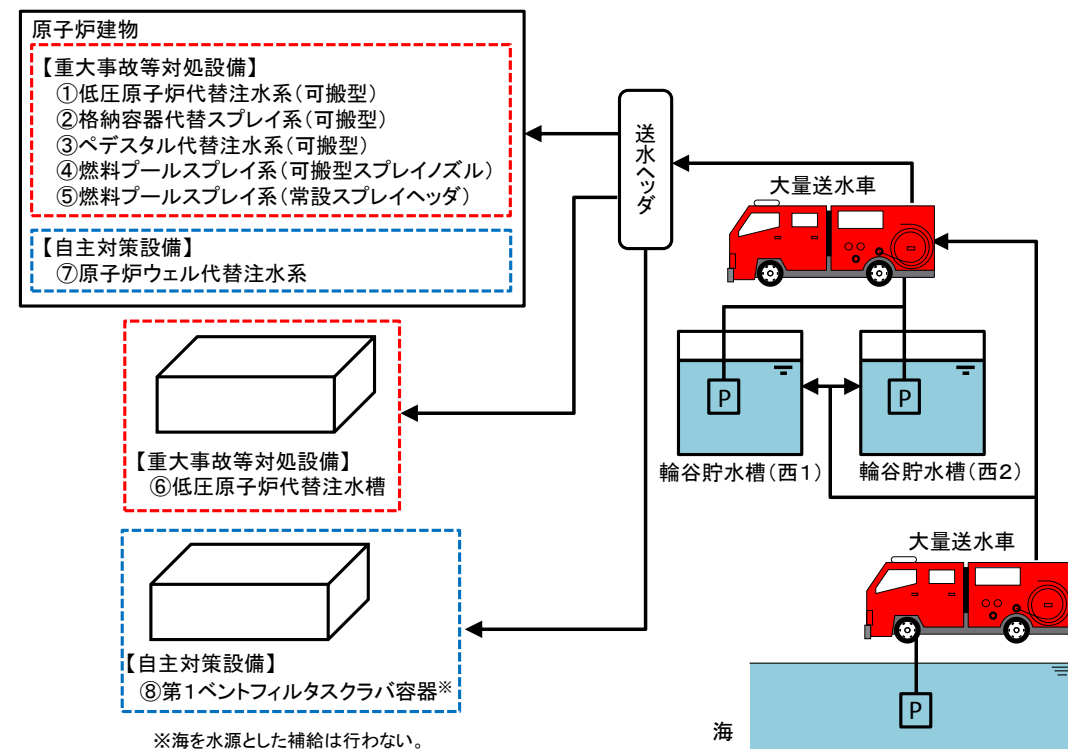 原子炉建物
【重大事故等対処設備】
①低圧原子炉代替注水系(可搬型)
②格納容器代替スプレイ系(可搬型)
③ペデスタル代替注水系(可搬型)
④燃料プールスプレイ系(可搬型スプレイノズル)
⑤燃料プールスプレイ系(常設スプレイヘッダ)
【自主対策設備】
⑦原子炉ウェル代替注水系
送水ヘッダ
大量送水車
P
P
輪谷貯水槽(西1)
輪谷貯水槽(西2)
【重大事故等対処設備】
⑥低圧原子炉代替注水槽
大量送水車
【自主対策設備】
⑧第1ベントフィルタスクラバ容器※
P
海
※海を水源とした補給は行わない。